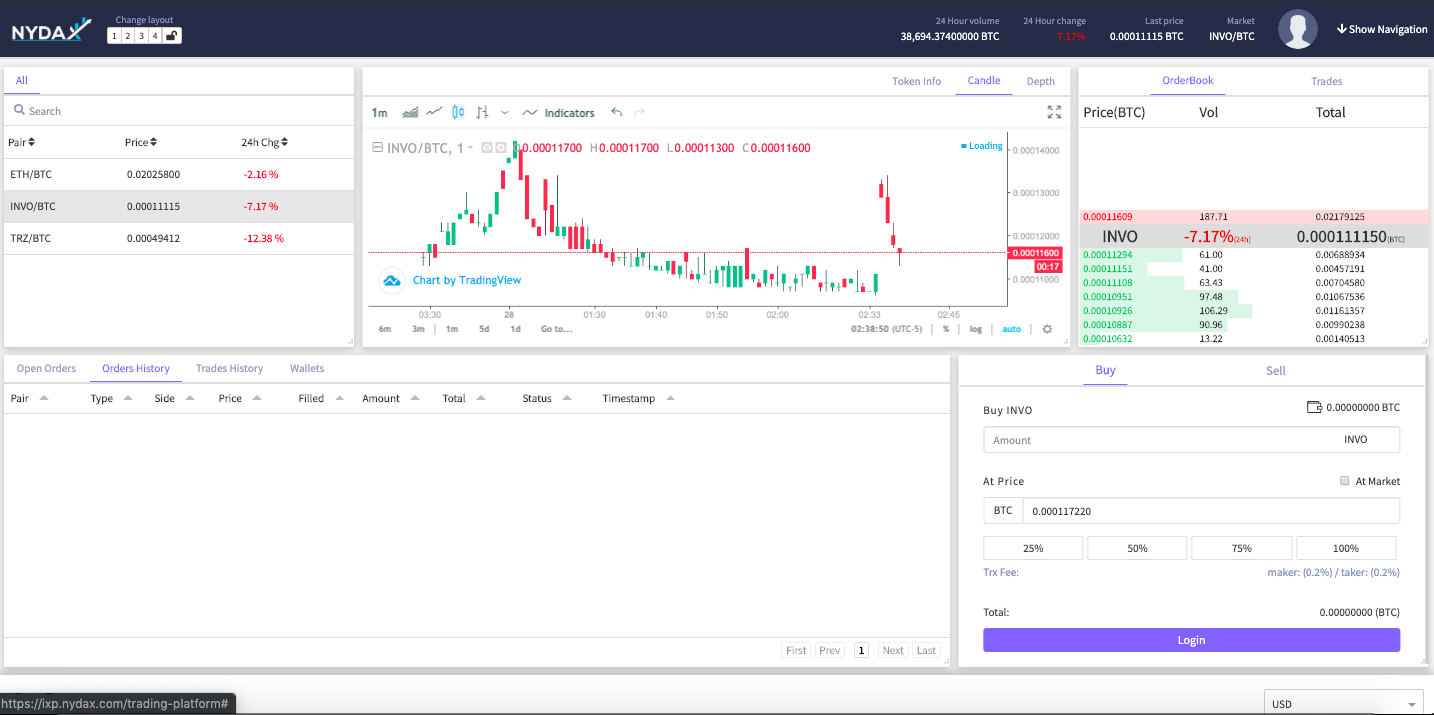 NYDAX
Change layout
1 2 3 4
24 Hour volume
38,694.37400000 BTC
24 Hour change
-7.17%
Last price
0.00011115 BTC
Market
INVO/BTC
Show Navigation
All
Search
Pair Price 24h Chg
ETH/BTC 0.02025800 -2.16 %
INVO/BTC 0.00011115 -7.17 %
TRZ/BTC 0.00049412 -12.38 %
Token Info Candle Depth
1m Indicators
INVO/BTC, 1 O0.00011700 H0.00011700 L0.00011300 C0.00011600
Loading
0.00014000
0.00013000
0.00012000
0.00011600
00:17
0.00011000
Chart by TradingView
03:30 28 01:30 01:40 01:50 02:00 02:33 02:45
6m 3m 1m 5d 1d Go to... 02:38:50 (UTC-5) % log auto
OrderBook Trades
Price(BTC) Vol Total
0.00011609 187.71 0.02179125
INVO -7.17%(24h) 0.000111150(BTC)
0.00011294 61.00 0.00688934
0.00011151 41.00 0.00457191
0.00011108 63.43 0.00704580
0.00010951 97.48 0.01067536
0.00010926 106.29 0.01161357
0.00010887 90.96 0.00990238
0.00010632 13.22 0.00140513
Open Orders Orders History Trades History Wallets
Pair Type Side Price Filled Amount Total Status Timestamp
First Prev 1 Next Last
Buy Sell
Buy INVO 0.00000000 BTC
Amount INVO
At Price At Market
BTC 0.000117220
25% 50% 75% 100%
Trx Fee: maker: (0.2%) / taker: (0.2%)
Total: 0.00000000 (BTC)
Login
https://ixp.nydax.com/trading-platform#
USD